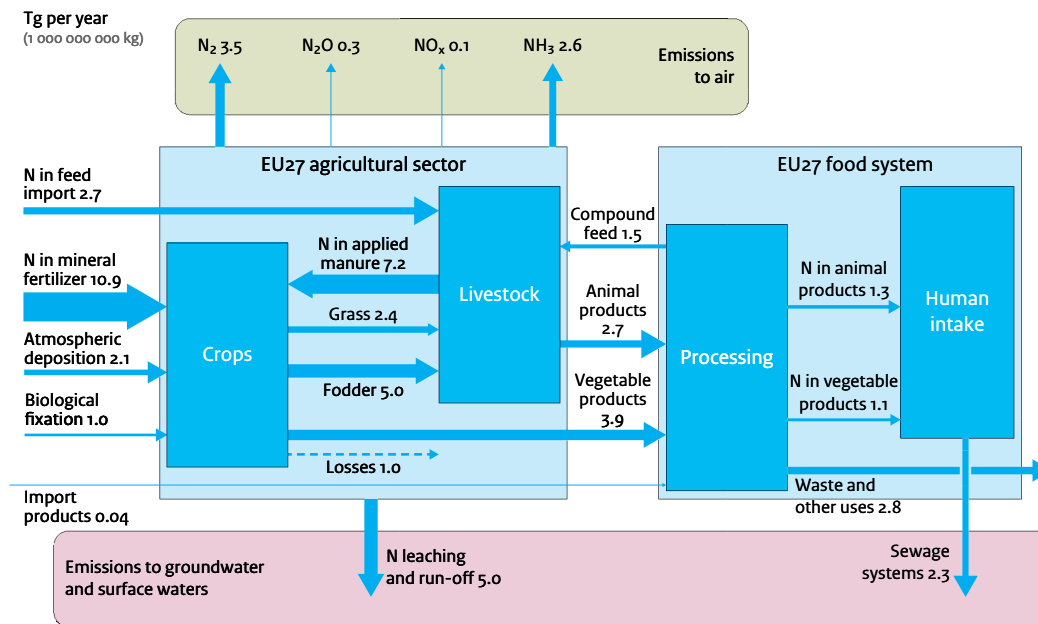 Tg per year
(1 000 000 000 kg)
N₂ 3.5
N₂O 0.3
NOₓ 0.1
NH₃ 2.6
Emissions
to air
EU27 agricultural sector
EU27 food system
N in feed
import 2.7
N in mineral
fertilizer 10.9
Atmospheric
deposition 2.1
Biological
fixation 1.0
Import
products 0.04
Crops
N in applied
manure 7.2
Grass 2.4
Fodder 5.0
Losses 1.0
Livestock
Compound
feed 1.5
Animal
products
2.7
Vegetable
products
3.9
Processing
N in animal
products 1.3
N in vegetable
products 1.1
Human
intake
Waste and
other uses 2.8
Emissions to groundwater
and surface waters
N leaching
and run-off 5.0
Sewage
systems 2.3